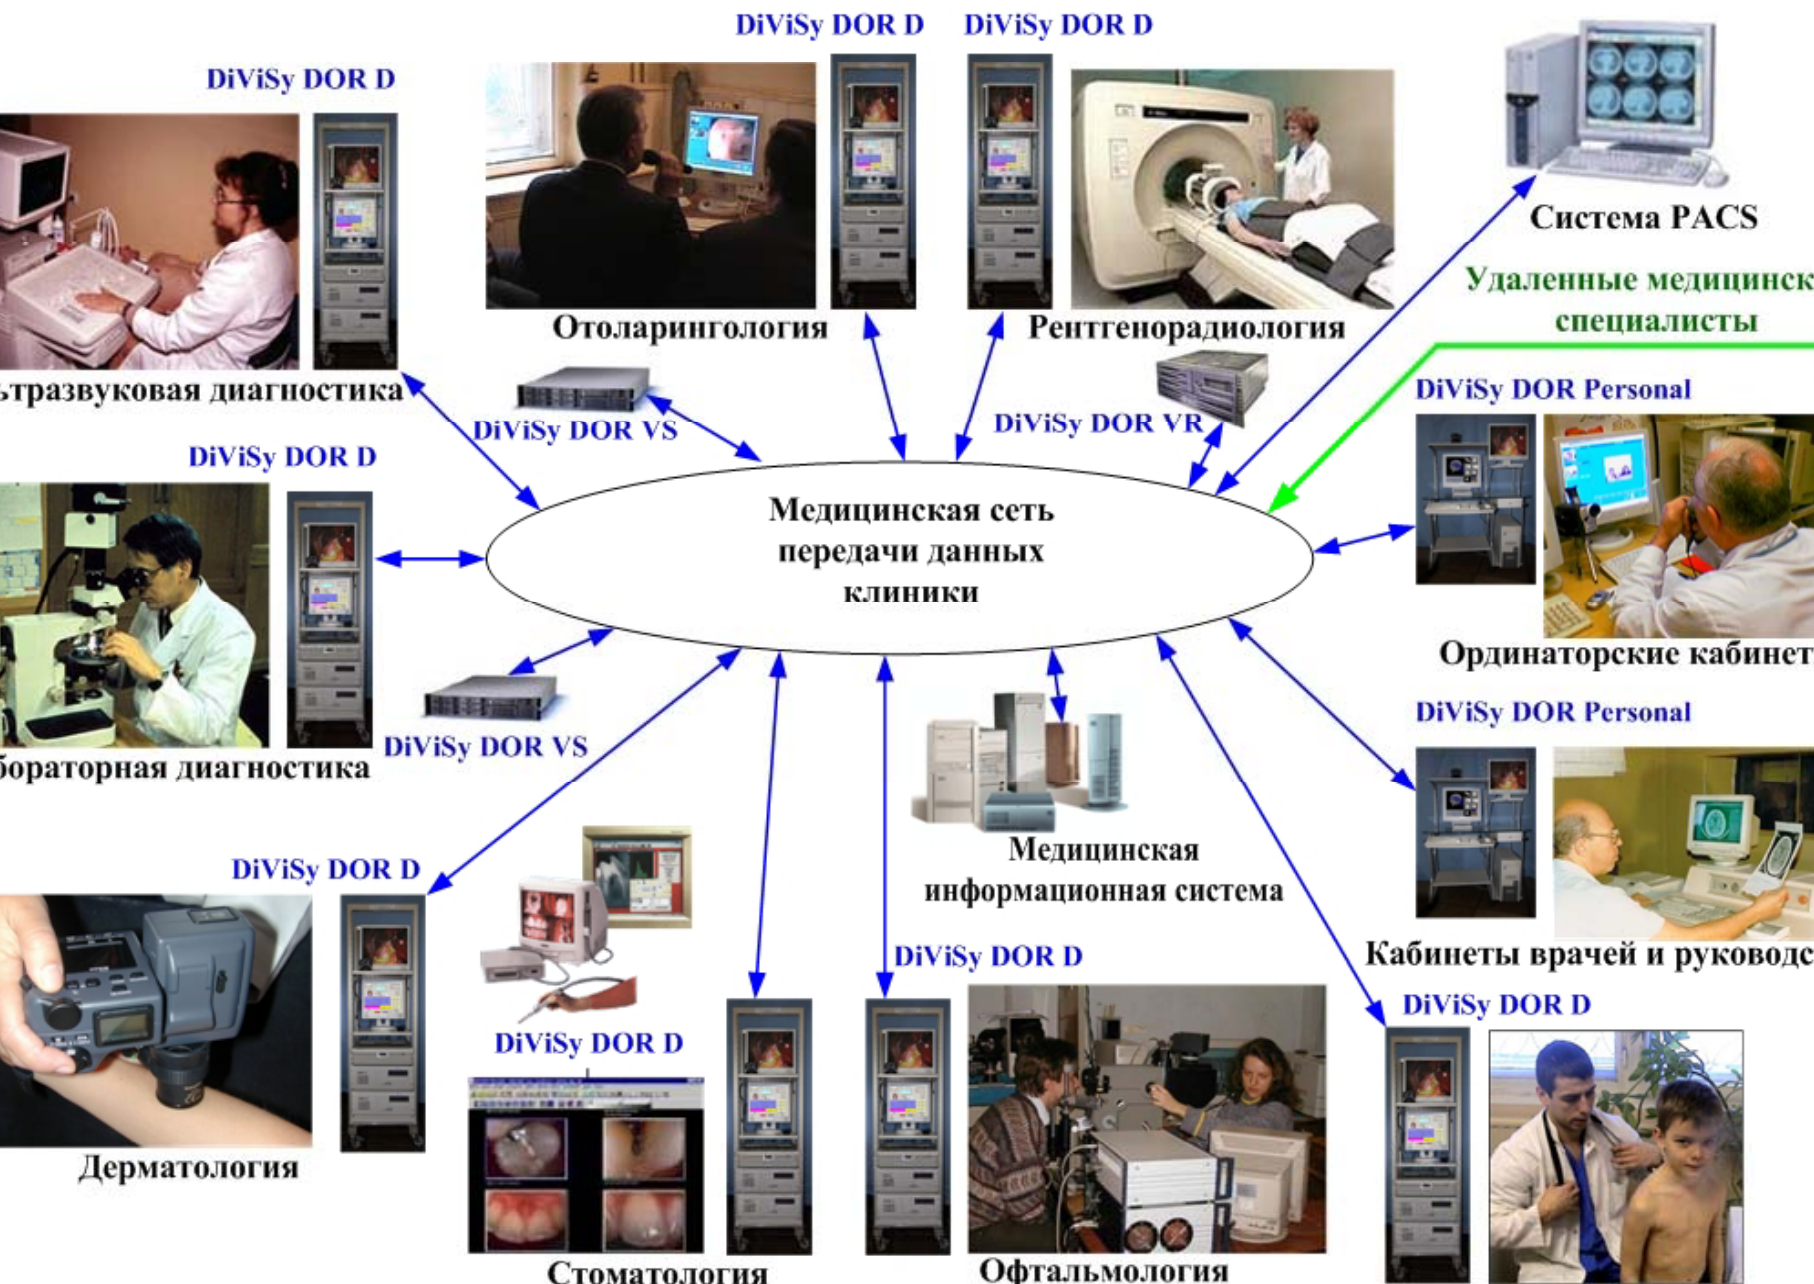 DiViSy DOR D
DiViSy DOR D
DiViSy DOR D
Система PACS
Удаленные медицинск
специалисты
Отоларингология
Рентгенорадиология
ьтразвуковая диагностика
DiViSy DOR VS
DiViSy DOR VR
DiViSy DOR Personal
DiViSy DOR D
Медицинская сеть
передачи данных
клиники
Ординаторские кабинет
DiViSy DOR Personal
DiViSy DOR VS
бораторная диагностика
Медицинская
информационная система
DiViSy DOR D
DiViSy DOR D
Кабинеты врачей и руководс
DiViSy DOR D
DiViSy DOR D
Дерматология
Стоматология
Офтальмология